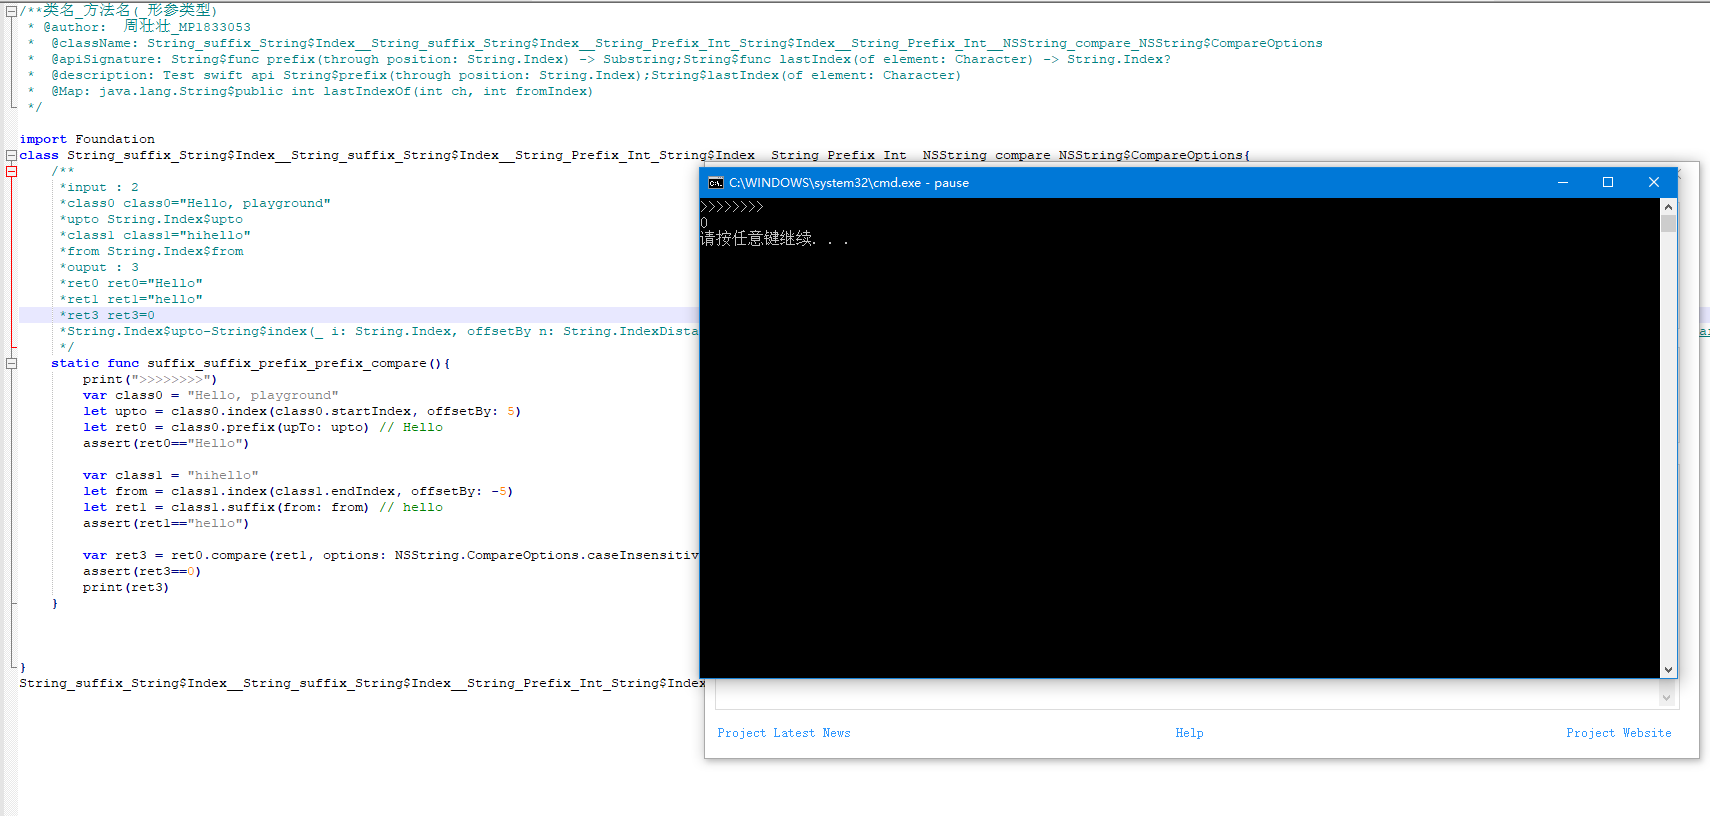 /**类名_方法名(_形参类型)
* @author:  周壮壮_MP1833053
*  @className: String_suffix_String$Index__String_suffix_String$Index__String_Prefix_Int_String$Index__String_Prefix_Int__NSString_compare_NSString$CompareOptions
*  @apiSignature: String$func prefix(through position: String.Index) -> Substring;String$func lastIndex(of element: Character) -> String.Index?
*  @description: Test swift api String$prefix(through position: String.Index);String$lastIndex(of element: Character)
*  @Map: java.lang.String$public int lastIndexOf(int ch, int fromIndex)
*/
import Foundation
class String_suffix_String$Index__String_suffix_String$Index__String_Prefix_Int_String$Index__String_Prefix_Int__NSString_compare_NSString$CompareOptions{
/**
*input : 2
*class0 class0="Hello, playground"
*upto String.Index$upto
*class1 class1="hihello"
*from String.Index$from
*ouput : 3
*ret0 ret0="Hello"
*ret1 ret1="hello"
*ret3 ret3=0
*String.Index$upto-String$index(_ i: String.Index, offsetBy n: String.IndexDista
*/
static func suffix_suffix_prefix_prefix_compare(){
print(">>>>>>>>")
var class0 = "Hello, playground"
let upto = class0.index(class0.startIndex, offsetBy: 5)
let ret0 = class0.prefix(upTo: upto) // Hello
assert(ret0=="Hello")
var class1 = "hihello"
let from = class1.index(class1.endIndex, offsetBy: -5)
let ret1 = class1.suffix(from: from) // hello
assert(ret1=="hello")
var ret3 = ret0.compare(ret1, options: NSString.CompareOptions.caseInsensitiv
assert(ret3==0)
print(ret3)
}
}
String_suffix_String$Index__String_suffix_String$Index__String_Prefix_Int_String$Index
C:\WINDOWS\system32\cmd.exe - pause
>>>>>>>>
0
请按任意键继续. . .
Project Latest News
Help
Project Website